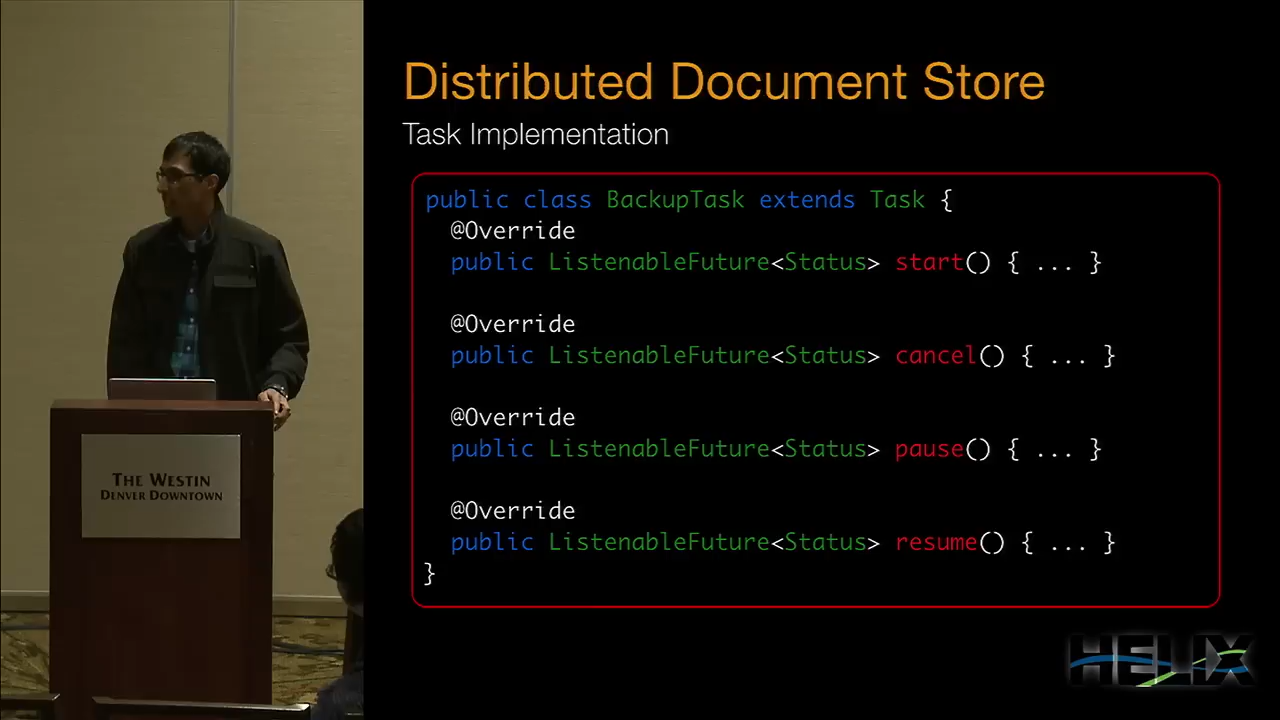 Distributed Document Store
Task Implementation
public class BackupTask extends Task {
@Override
public ListenableFuture<Status> start() { ... }
@Override
public ListenableFuture<Status> cancel() { ... }
@Override
public ListenableFuture<Status> pause() { ... }
@Override
public ListenableFuture<Status> resume() { ... }
}
THE WESTIN
DENVER DOWNTOWN
HELIX